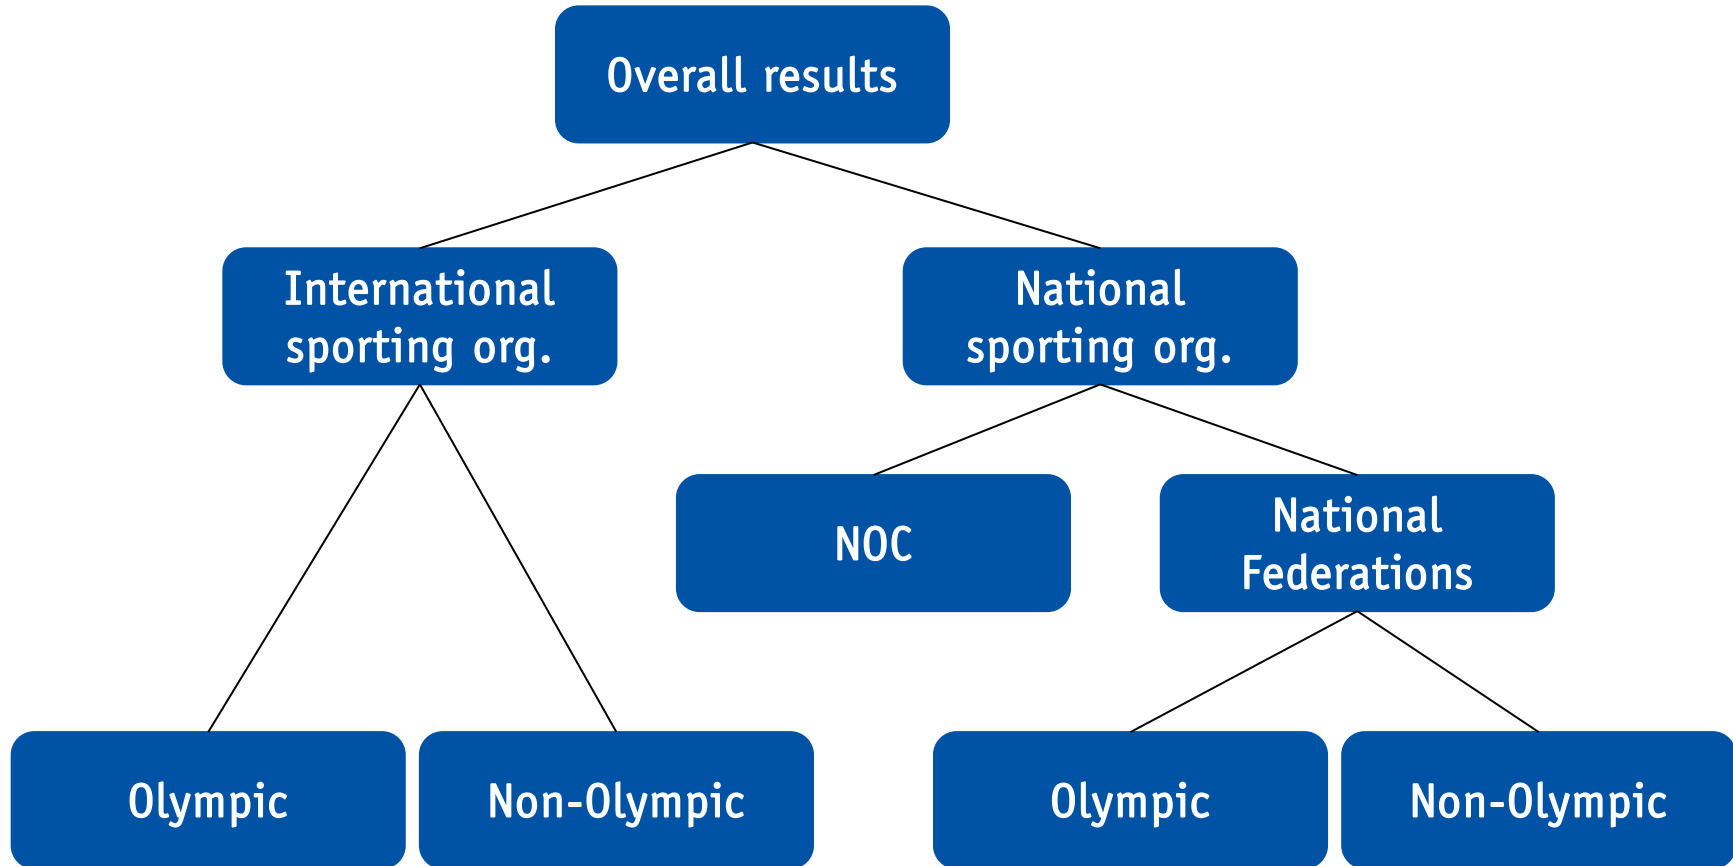 Overall results
International
sporting org.
National
sporting org.
NOC
National
Federations
Olympic
Non-Olympic
Olympic
Non-Olympic